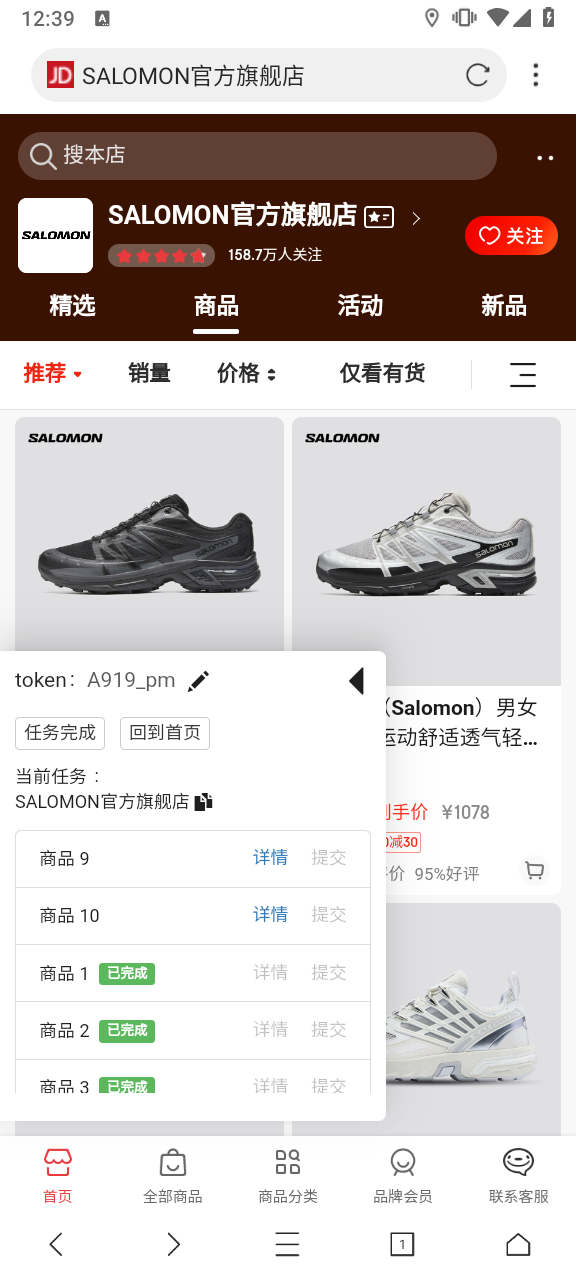 12:39
A
JD SALOMON官方旗舰店
搜本店
SALOMON
SALOMON官方旗舰店
158.7万人关注
关注
精选 商品 活动 新品
推荐 销量 价格 仅看有货
SALOMON
SALOMON
salomon
salomon
token： A919_pm
任务完成 回到首页
当前任务：
SALOMON官方旗舰店
商品 9 详情 提交
商品 10 详情 提交
商品 1 已完成 详情 提交
商品 2 已完成 详情 提交
商品 3 已完成 详情 提交
（Salomon）男女
运动舒适透气轻...
到手价 ¥1078
0减30
价 95%好评
首页 全部商品 商品分类 品牌会员 联系客服
1